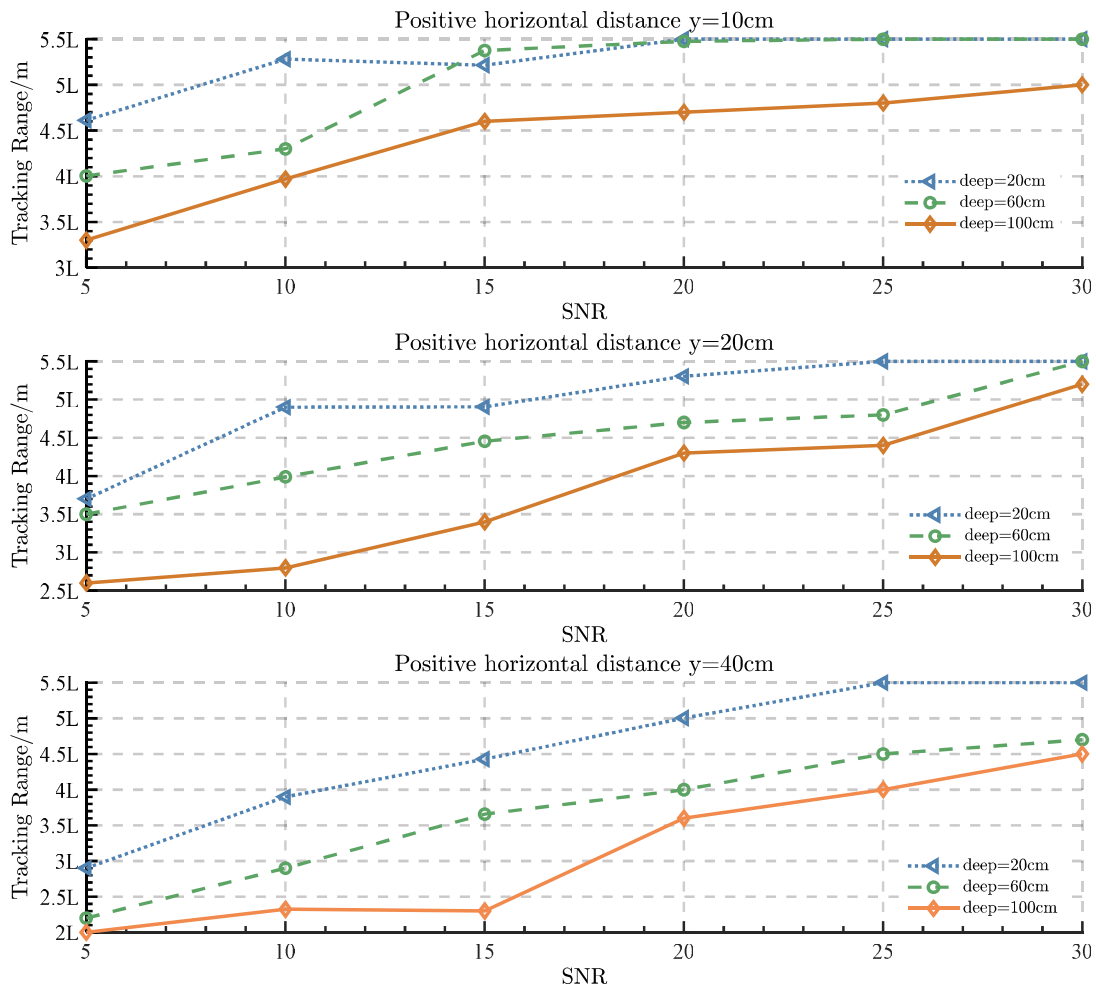 Positive horizontal distance y=10cm
Tracking Range/m
5.5L
5L
4.5L
4L
3.5L
3L
deep=20cm
deep=60cm
deep=100cm
5 10 15 20 25 30
SNR
Positive horizontal distance y=20cm
Tracking Range/m
5.5L
5L
4.5L
4L
3.5L
3L
2.5L
deep=20cm
deep=60cm
deep=100cm
5 10 15 20 25 30
SNR
Positive horizontal distance y=40cm
Tracking Range/m
5.5L
5L
4.5L
4L
3.5L
3L
2.5L
2L
deep=20cm
deep=60cm
deep=100cm
5 10 15 20 25 30
SNR